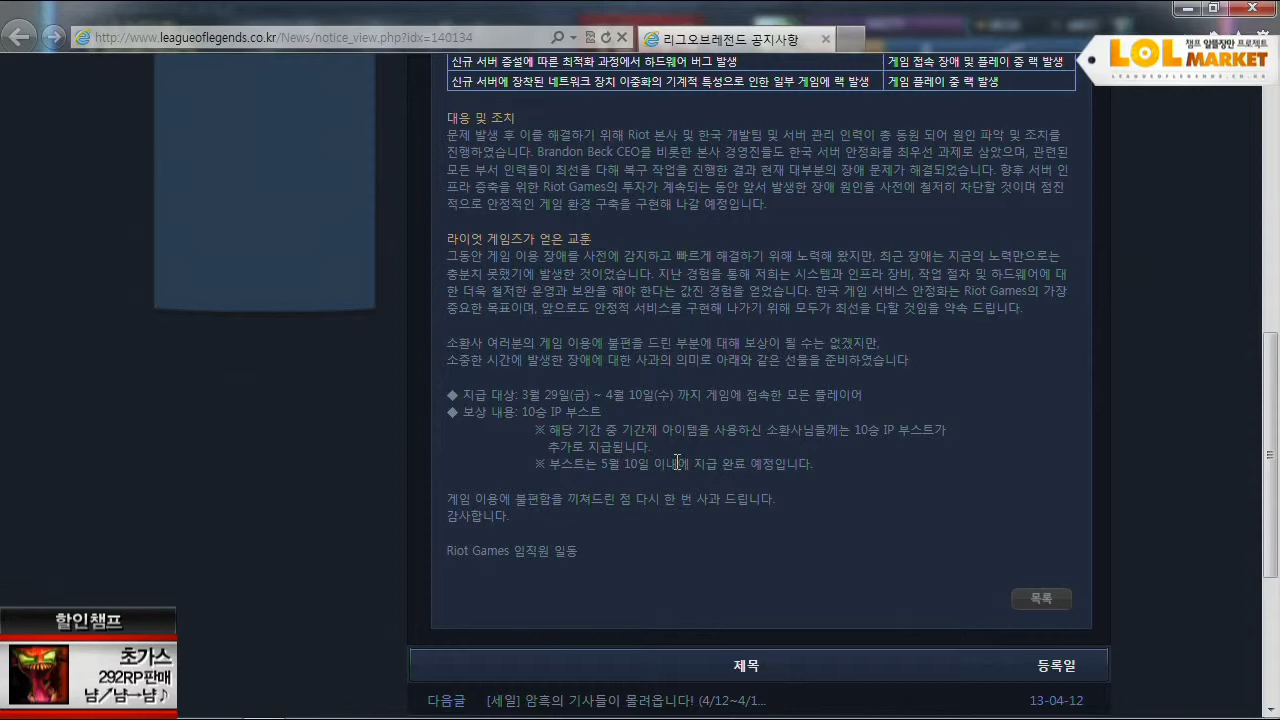 http://www.leagueoflegends.co.kr/News/notice_view.php?idx=140134
리그오브레전드 공지사항
챔프 알뜰장만 프로젝트
LOL MARKET
LEAGUEOFLEGENDS.CO.KR
과정에서 하드웨어 버그 발생 게임 접속 장애 및 플레이 중 랙 발생
신규 서버에 장착된 네트워크 장치 이중화의 기계적 특성으로 인한 일부 게임에 랙 발생 게임 플레이 중 랙 발생
대응 및 조치
문제 발생 후 이를 해결하기 위해 Riot 본사 및 한국 개발팀 및 서버 관리 인력이 총 동원 되어 원인 파악 및 조치를
진행하였습니다. Brandon Beck CEO를 비롯한 본사 경영진들도 한국 서버 안정화를 최우선 과제로 삼았으며, 관련된
모든 부서 인력들이 최선을 다해 복구 작업을 진행한 결과 현재 대부분의 장애 문제가 해결되었습니다. 향후 서버 인
프라 증축을 위한 Riot Games의 투자가 계속되는 동안 앞서 발생한 장애 원인을 사전에 철저히 차단할 것이며 점진
적으로 안정적인 게임 환경 구축을 구현해 나갈 예정입니다.
라이엇 게임즈가 얻은 교훈
그동안 게임 이용 장애를 사전에 감지하고 빠르게 해결하기 위해 노력해 왔지만, 최근 장애는 지금의 노력만으로는
충분치 못했기에 발생한 것이었습니다. 지난 경험을 통해 저희는 시스템과 인프라 장비, 작업 절차 및 하드웨어에 대
한 더욱 철저한 운영과 보완을 해야 한다는 값진 경험을 얻었습니다. 한국 게임 서비스 안정화는 Riot Games의 가장
중요한 목표이며, 앞으로도 안정적 서비스를 구현해 나가기 위해 모두가 최선을 다할 것임을 약속 드립니다.
소환사 여러분의 게임 이용에 불편을 드린 부분에 대해 보상이 될 수는 없겠지만,
소중한 시간에 발생한 장애에 대한 사과의 의미로 아래와 같은 선물을 준비하였습니다
◆ 지급 대상: 3월 29일(금) ~ 4월 10일(수) 까지 게임에 접속한 모든 플레이어
◆ 보상 내용: 10승 IP 부스트
※ 해당 기간 중 기간제 아이템을 사용하신 소환사님들께는 10승 IP 부스트가
추가로 지급됩니다.
※ 부스트는 5월 10일 이내에 지급 완료 예정입니다.
게임 이용에 불편함을 끼쳐드린 점 다시 한 번 사과 드립니다.
감사합니다.
Riot Games 임직원 일동
목록
할인챔프
초가스
292RP판매
냠↗냠→냠♪
제목 등록일
다음글 [세일] 암흑의 기사들이 몰려옵니다! (4/12~4/1... 13-04-12